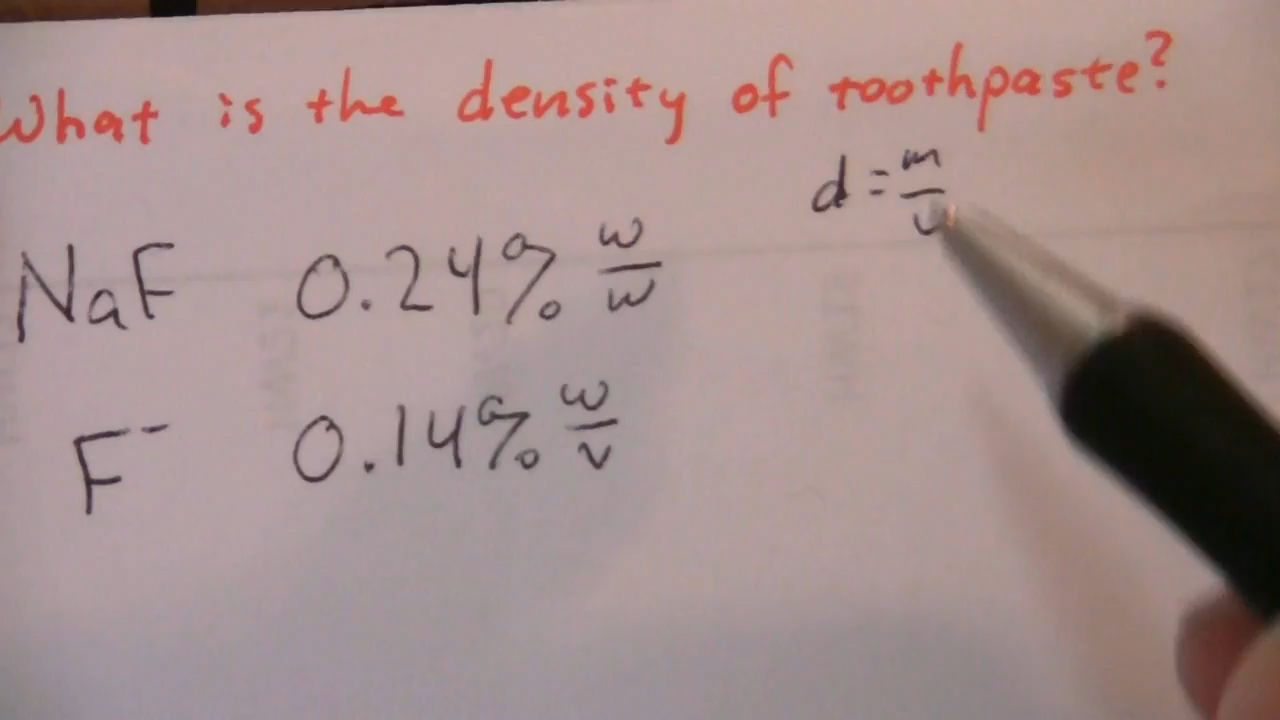 What is the density of toothpaste?
d = m/v
NaF 0.24% w/w
F⁻ 0.14% w/v